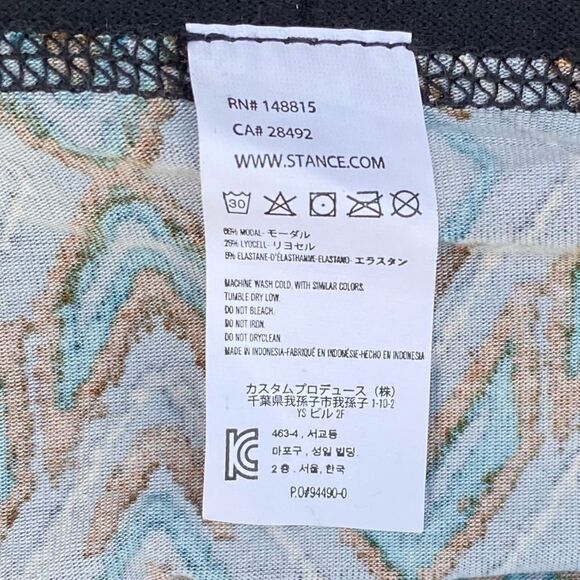 RN# 148815
CA# 28492
WWW.STANCE.COM
30
66% MODAL- モーダル
29% LYOCELL- リヨセル
5% ELASTANE-D'ÉLASTHANNE-ELASTANO- エラスタン
MACHINE WASH COLD, WITH SIMILAR COLORS.
TUMBLE DRY LOW.
DO NOT BLEACH.
DO NOT IRON.
DO NOT DRYCLEAN.
MADE IN INDONESIA-FABRIQUÉ EN INDONÉSIE-HECHO EN INDONESIA
カスタムプロデュース (株)
千葉県我孫子市我孫子 1-10-2
YS ビル 2F
463-4 , 서교동
마포구 , 성일 빌딩
2 층 . 서울, 한국
P.O#94490-0